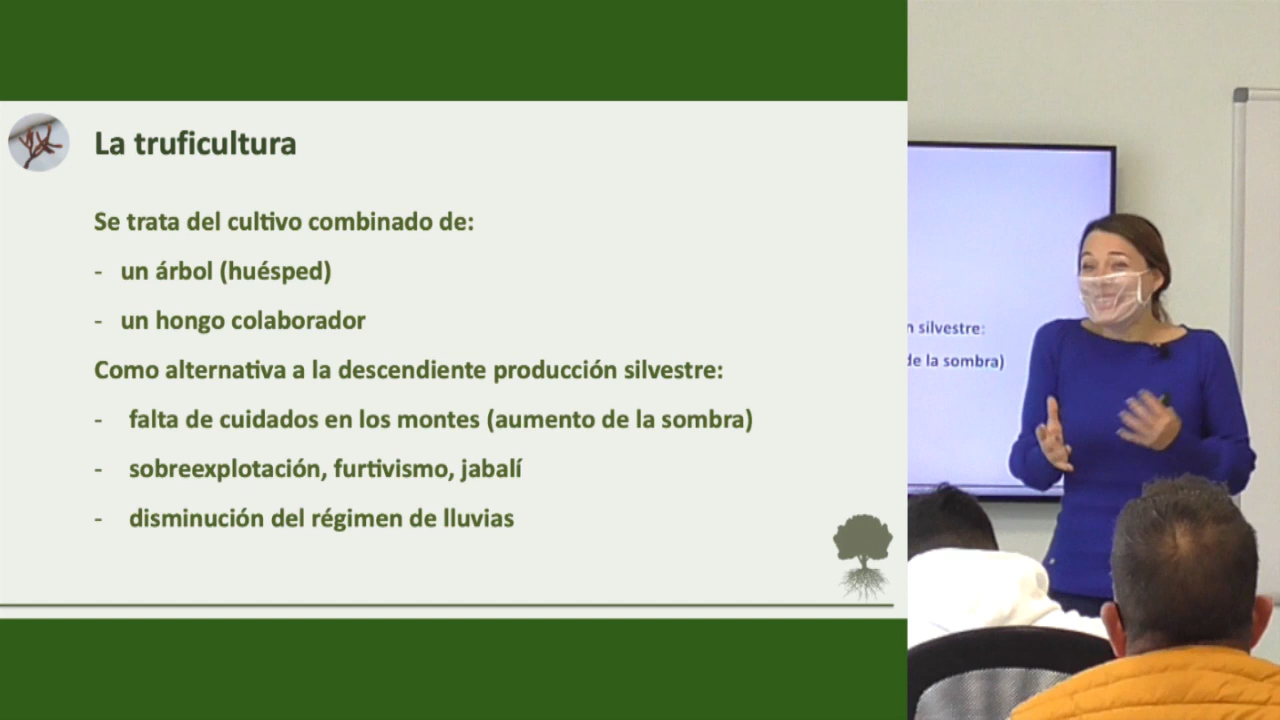 La truficultura
Se trata del cultivo combinado de:
- un árbol (huésped)
- un hongo colaborador
Como alternativa a la descendiente producción silvestre:
- falta de cuidados en los montes (aumento de la sombra)
- sobreexplotación, furtivismo, jabalí
- disminución del régimen de lluvias
silvestre:
de la sombra)